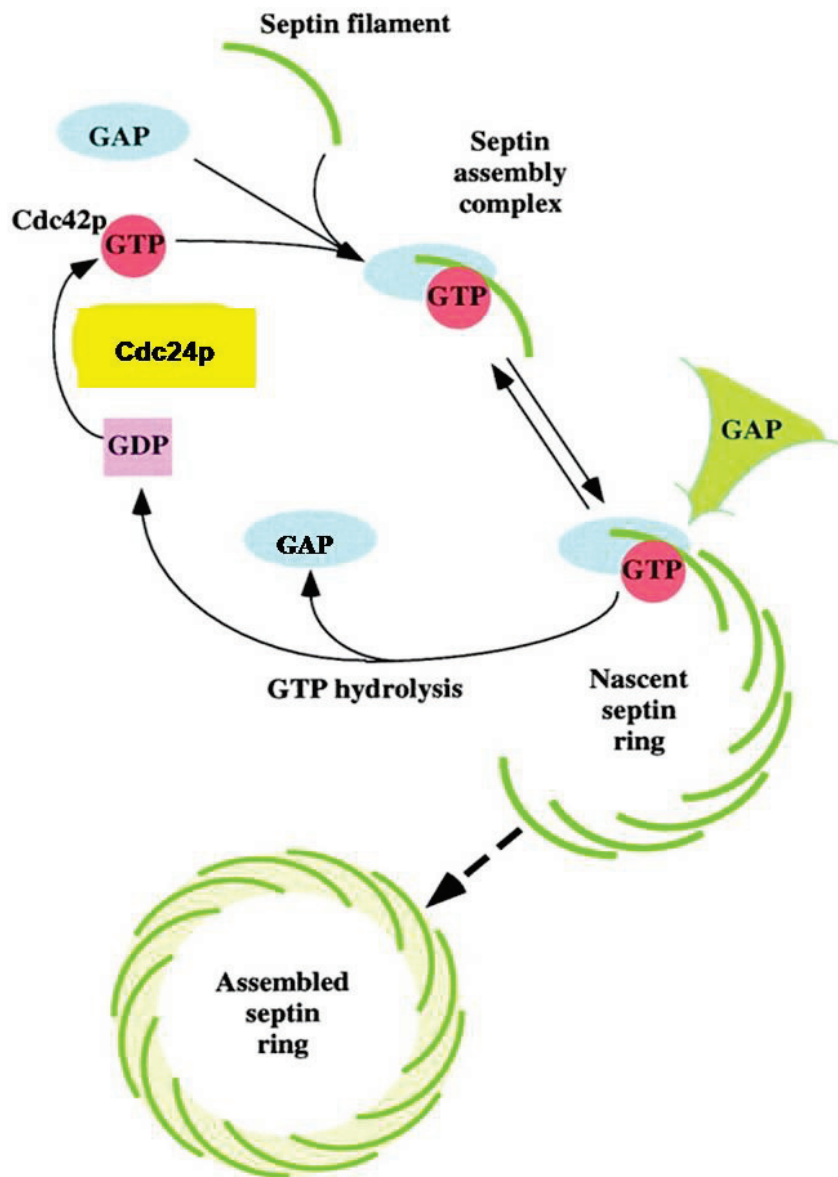 Septin filament
GAP
Septin
assembly
complex
Cdc42p
GTP
GTP
Cdc24p
GAP
GDP
GAP
GTP
GTP hydrolysis
Nascent
septin
ring
Assembled
septin
ring